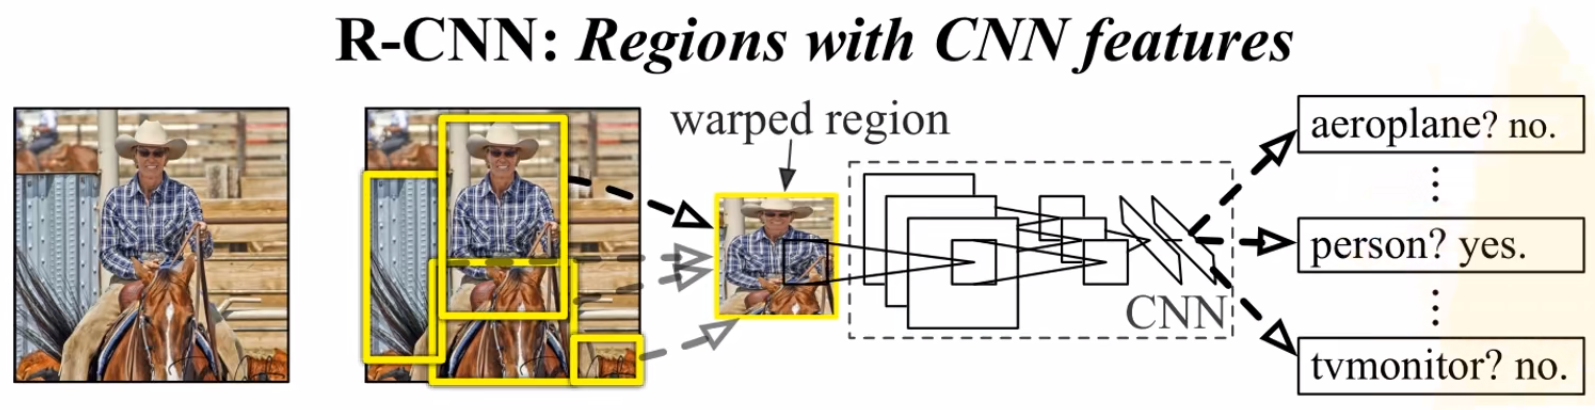 R-CNN: Regions with CNN features
warped region
aeroplane? no.
person? yes.
CNN
tvmonitor? no.